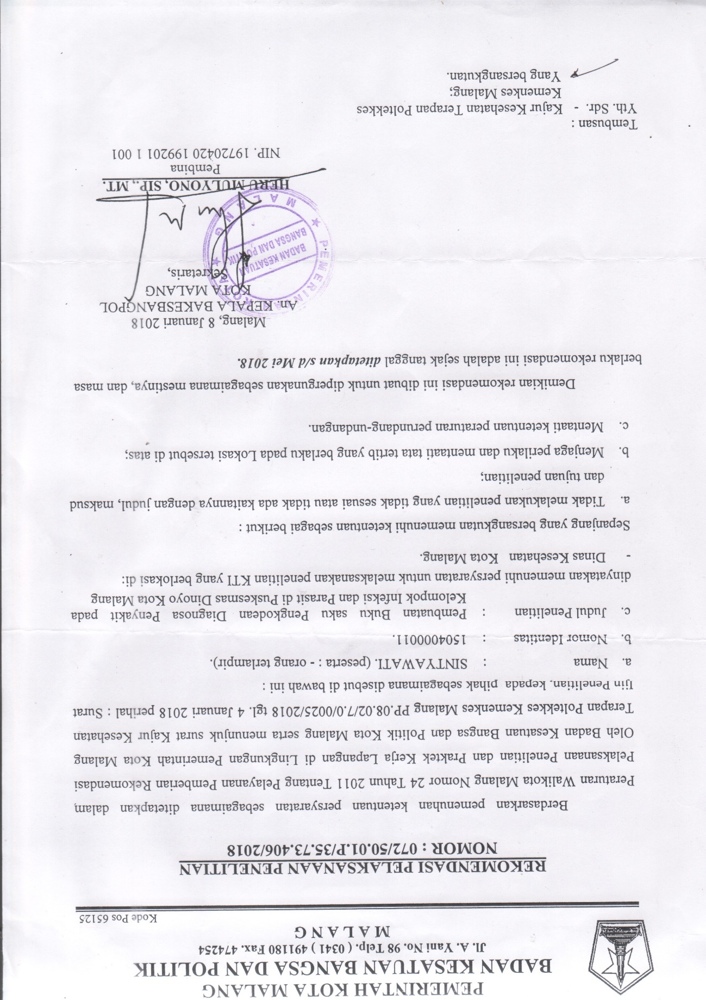 PEMERINTAH KOTA MALANG
BADAN KESATUAN BANGSA DAN POLITIK
Jl. A. Yani No. 98 Telp. ( 0341 ) 491180 Fax. 474254
M A L A N G
Kode Pos 65125
REKOMENDASI PELAKSANAAN PENELITIAN
NOMOR : 072/50.01.P/35.73.406/2018
Berdasarkan pemenuhan ketentuan persyaratan sebagaimana ditetapkan dalam
Peraturan Walikota Malang Nomor 24 Tahun 2011 Tentang Pelayanan Pemberian Rekomendasi
Pelaksanaan Penelitian dan Praktek Kerja Lapangan di Lingkungan Pemerintah Kota Malang
Oleh Badan Kesatuan Bangsa dan Politik Kota Malang serta menunjuk surat Kajur Kesehatan
Terapan Poltekkes Kemenkes Malang PP.08.02/7.0/0025/2018 tgl. 4 Januari 2018 perihal : Surat
Ijin Penelitian, kepada pihak sebagaimana disebut di bawah ini :
a. Nama : SINTYAWATI. (peserta : - orang terlampir).
b. Nomor Identitas : 1504000011.
c. Judul Penelitian : Pembuatan Buku saku Pengkodean Diagnosa Penyakit pada
Kelompok Infeksi dan Parasit di Puskesmas Dinoyo Kota Malang
dinyatakan memenuhi persyaratan untuk melaksanakan penelitian KTI yang berlokasi di:
- Dinas Kesehatan Kota Malang.
Sepanjang yang bersangkutan memenuhi ketentuan sebagai berikut :
a. Tidak melakukan penelitian yang tidak sesuai atau tidak ada kaitannya dengan judul, maksud
dan tujuan penelitian;
b. Menjaga perilaku dan mentaati tata tertib yang berlaku pada Lokasi tersebut di atas;
c. Mentaati ketentuan peraturan perundang-undangan.
Demikian rekomendasi ini dibuat untuk dipergunakan sebagaimana mestinya, dan masa
berlaku rekomendasi ini adalah sejak tanggal ditetapkan s/d Mei 2018.
Malang, 8 Januari 2018
An. KEPALA BAKESBANGPOL
KOTA MALANG
Sekretaris,
PEMERINTAH KOTA
BADAN KESATUAN
BANGSA DAN POLITIK
M A L A N G
HERU MULYONO, SIP., MT.
Pembina
NIP. 19720420 199201 1 001
Tembusan :
Yth. Sdr. - Kajur Kesehatan Terapan Poltekkes
Kemenkes Malang;
Yang bersangkutan.